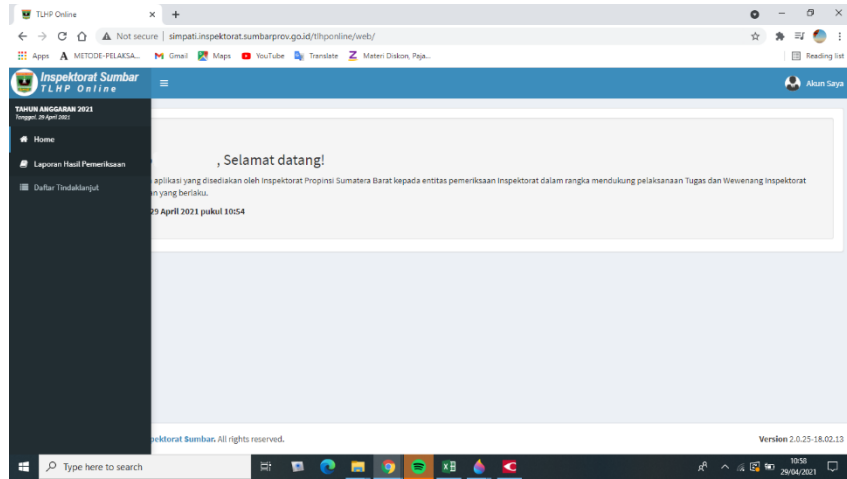 TLHP Online
Not secure | simpati.inspektorat.sumbarprov.go.id/tlhponline/web/
Apps METODE-PELAKSA... Gmail Maps YouTube Translate Materi Diskon, Paja... Reading list
Inspektorat Sumbar
TLHP Online
Akun Saya
TAHUN ANGGARAN 2021
Tanggal, 29 April 2021
Home
Laporan Hasil Pemeriksaan
Daftar Tindaklanjut
, Selamat datang!
aplikasi yang disediakan oleh Inspektorat Propinsi Sumatera Barat kepada entitas pemeriksaan Inspektorat dalam rangka mendukung pelaksanaan Tugas dan Wewenang Inspektorat
an yang berlaku.
29 April 2021 pukul 10:54
pektorat Sumbar. All rights reserved.
Version 2.0.25-18.02.13
Type here to search
10:58
29/04/2021